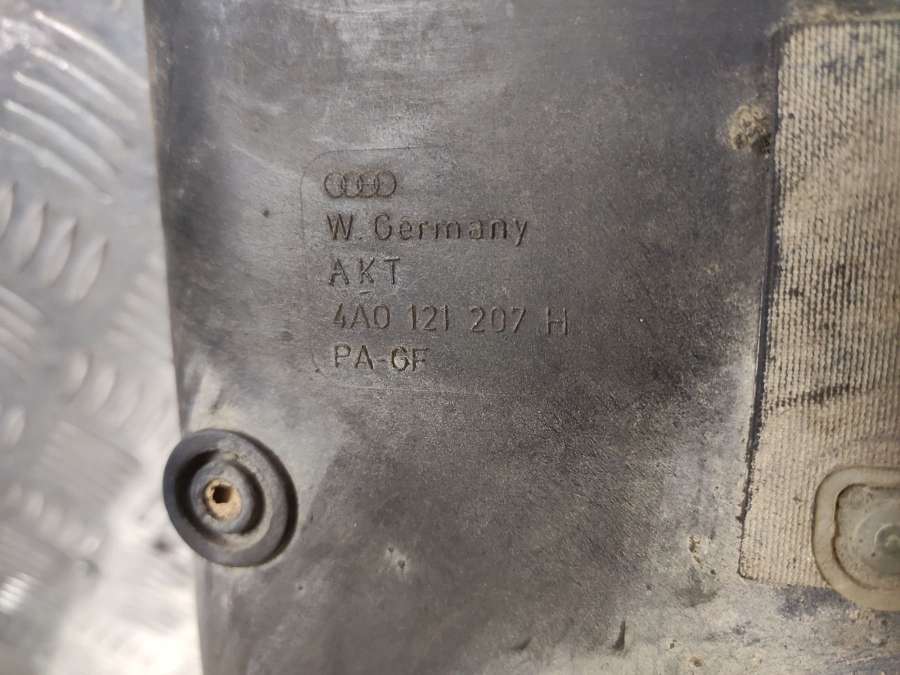 W. Germany
AKT
4A0 121 207 H
PA-GF